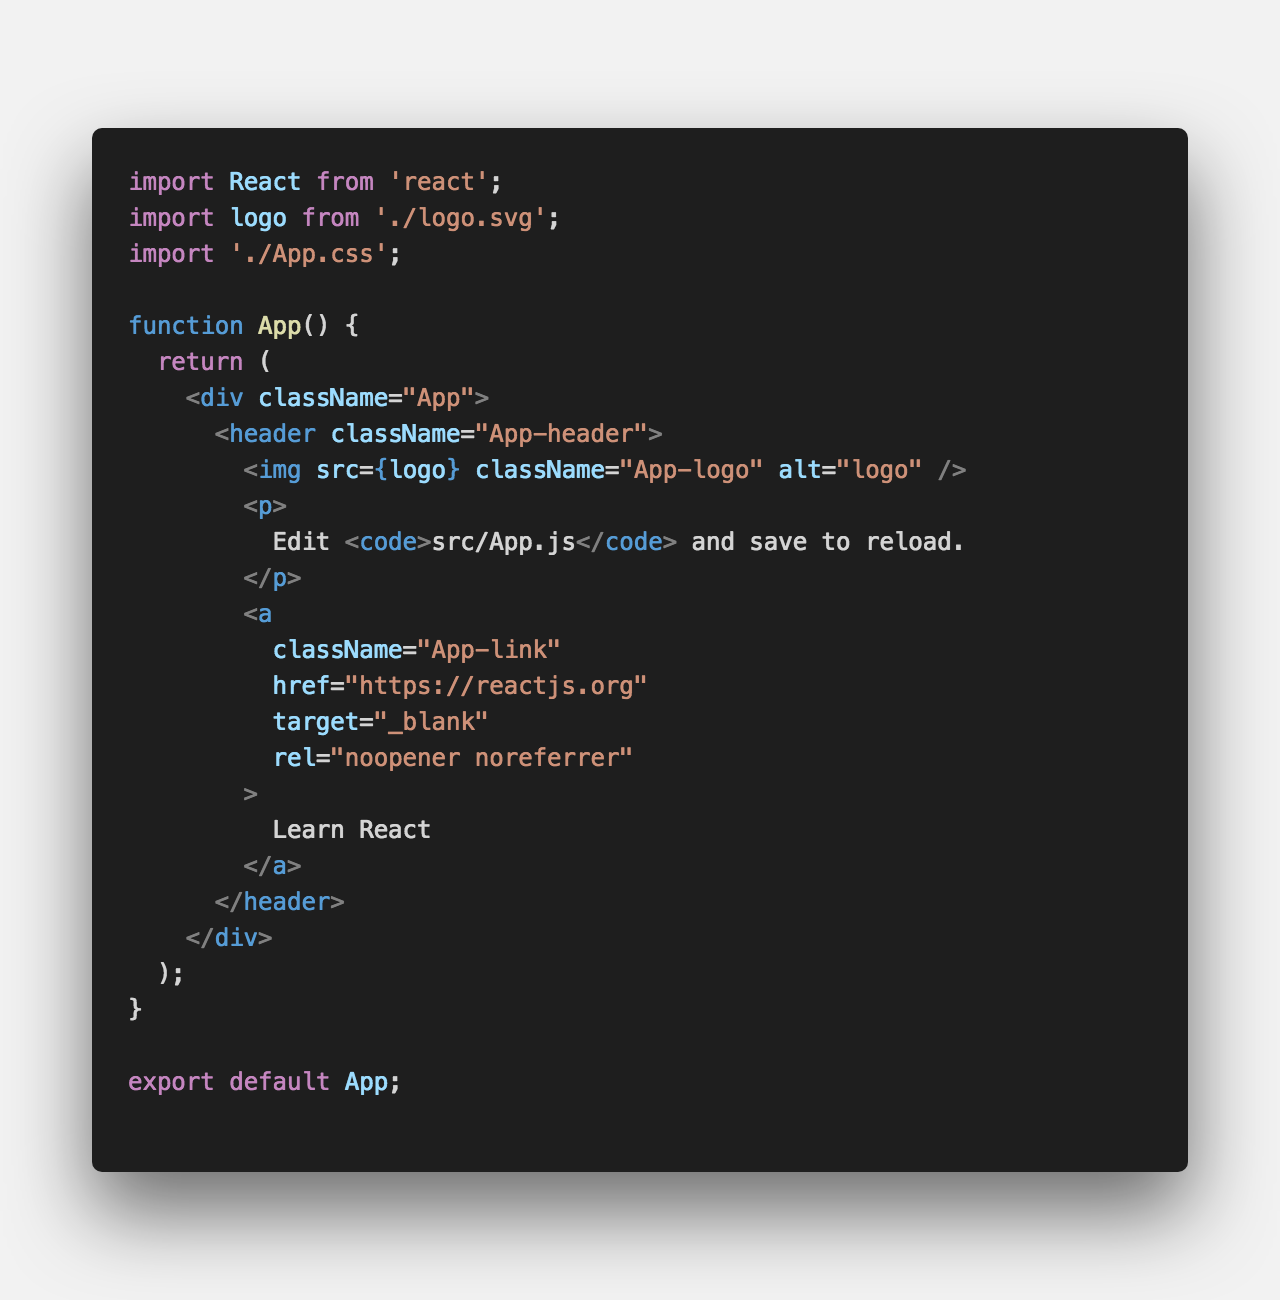 import React from 'react';
import logo from './logo.svg';
import './App.css';

function App() {
  return (
    <div className="App">
      <header className="App-header">
        <img src={logo} className="App-logo" alt="logo" />
        <p>
          Edit <code>src/App.js</code> and save to reload.
        </p>
        <a
          className="App-link"
          href="https://reactjs.org"
          target="_blank"
          rel="noopener noreferrer"
        >
          Learn React
        </a>
      </header>
    </div>
  );
}

export default App;